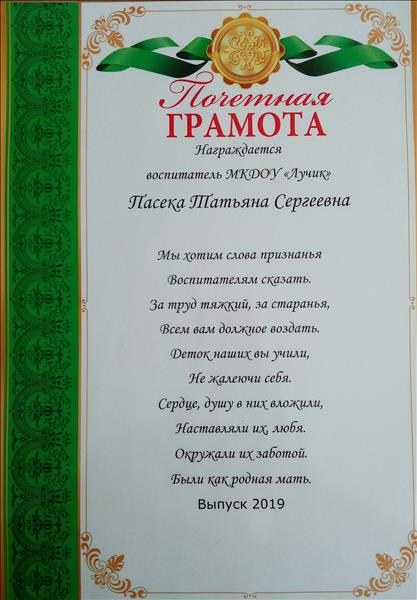 Почетная
ГРАМОТА
Награждается
воспитатель МКДОУ «Лучик»
Пасека Татьяна Сергеевна
Мы хотим слова признанья
Воспитателям сказать.
За труд тяжкий, за старанья,
Всем вам должное воздать.
Деток наших вы учили,
Не жалеючи себя.
Сердце, душу в них вложили,
Наставляли их, любя.
Окружали их заботой.
Были как родная мать.
Выпуск 2019